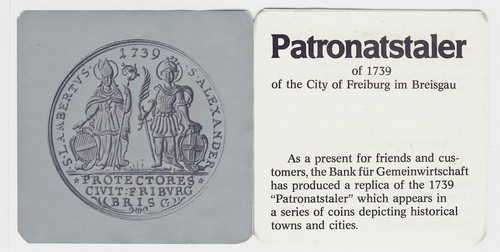 1739
S·LAMBERTVS
S·ALEXANDER
PROTECTORES
CIVIT:FRIBVRG
BRISG
Patronatstaler
of 1739
of the City of Freiburg im Breisgau
As a present for friends and cus-
tomers, the Bank für Gemeinwirtschaft
has produced a replica of the 1739
“Patronatstaler” which appears in
a series of coins depicting historical
towns and cities.